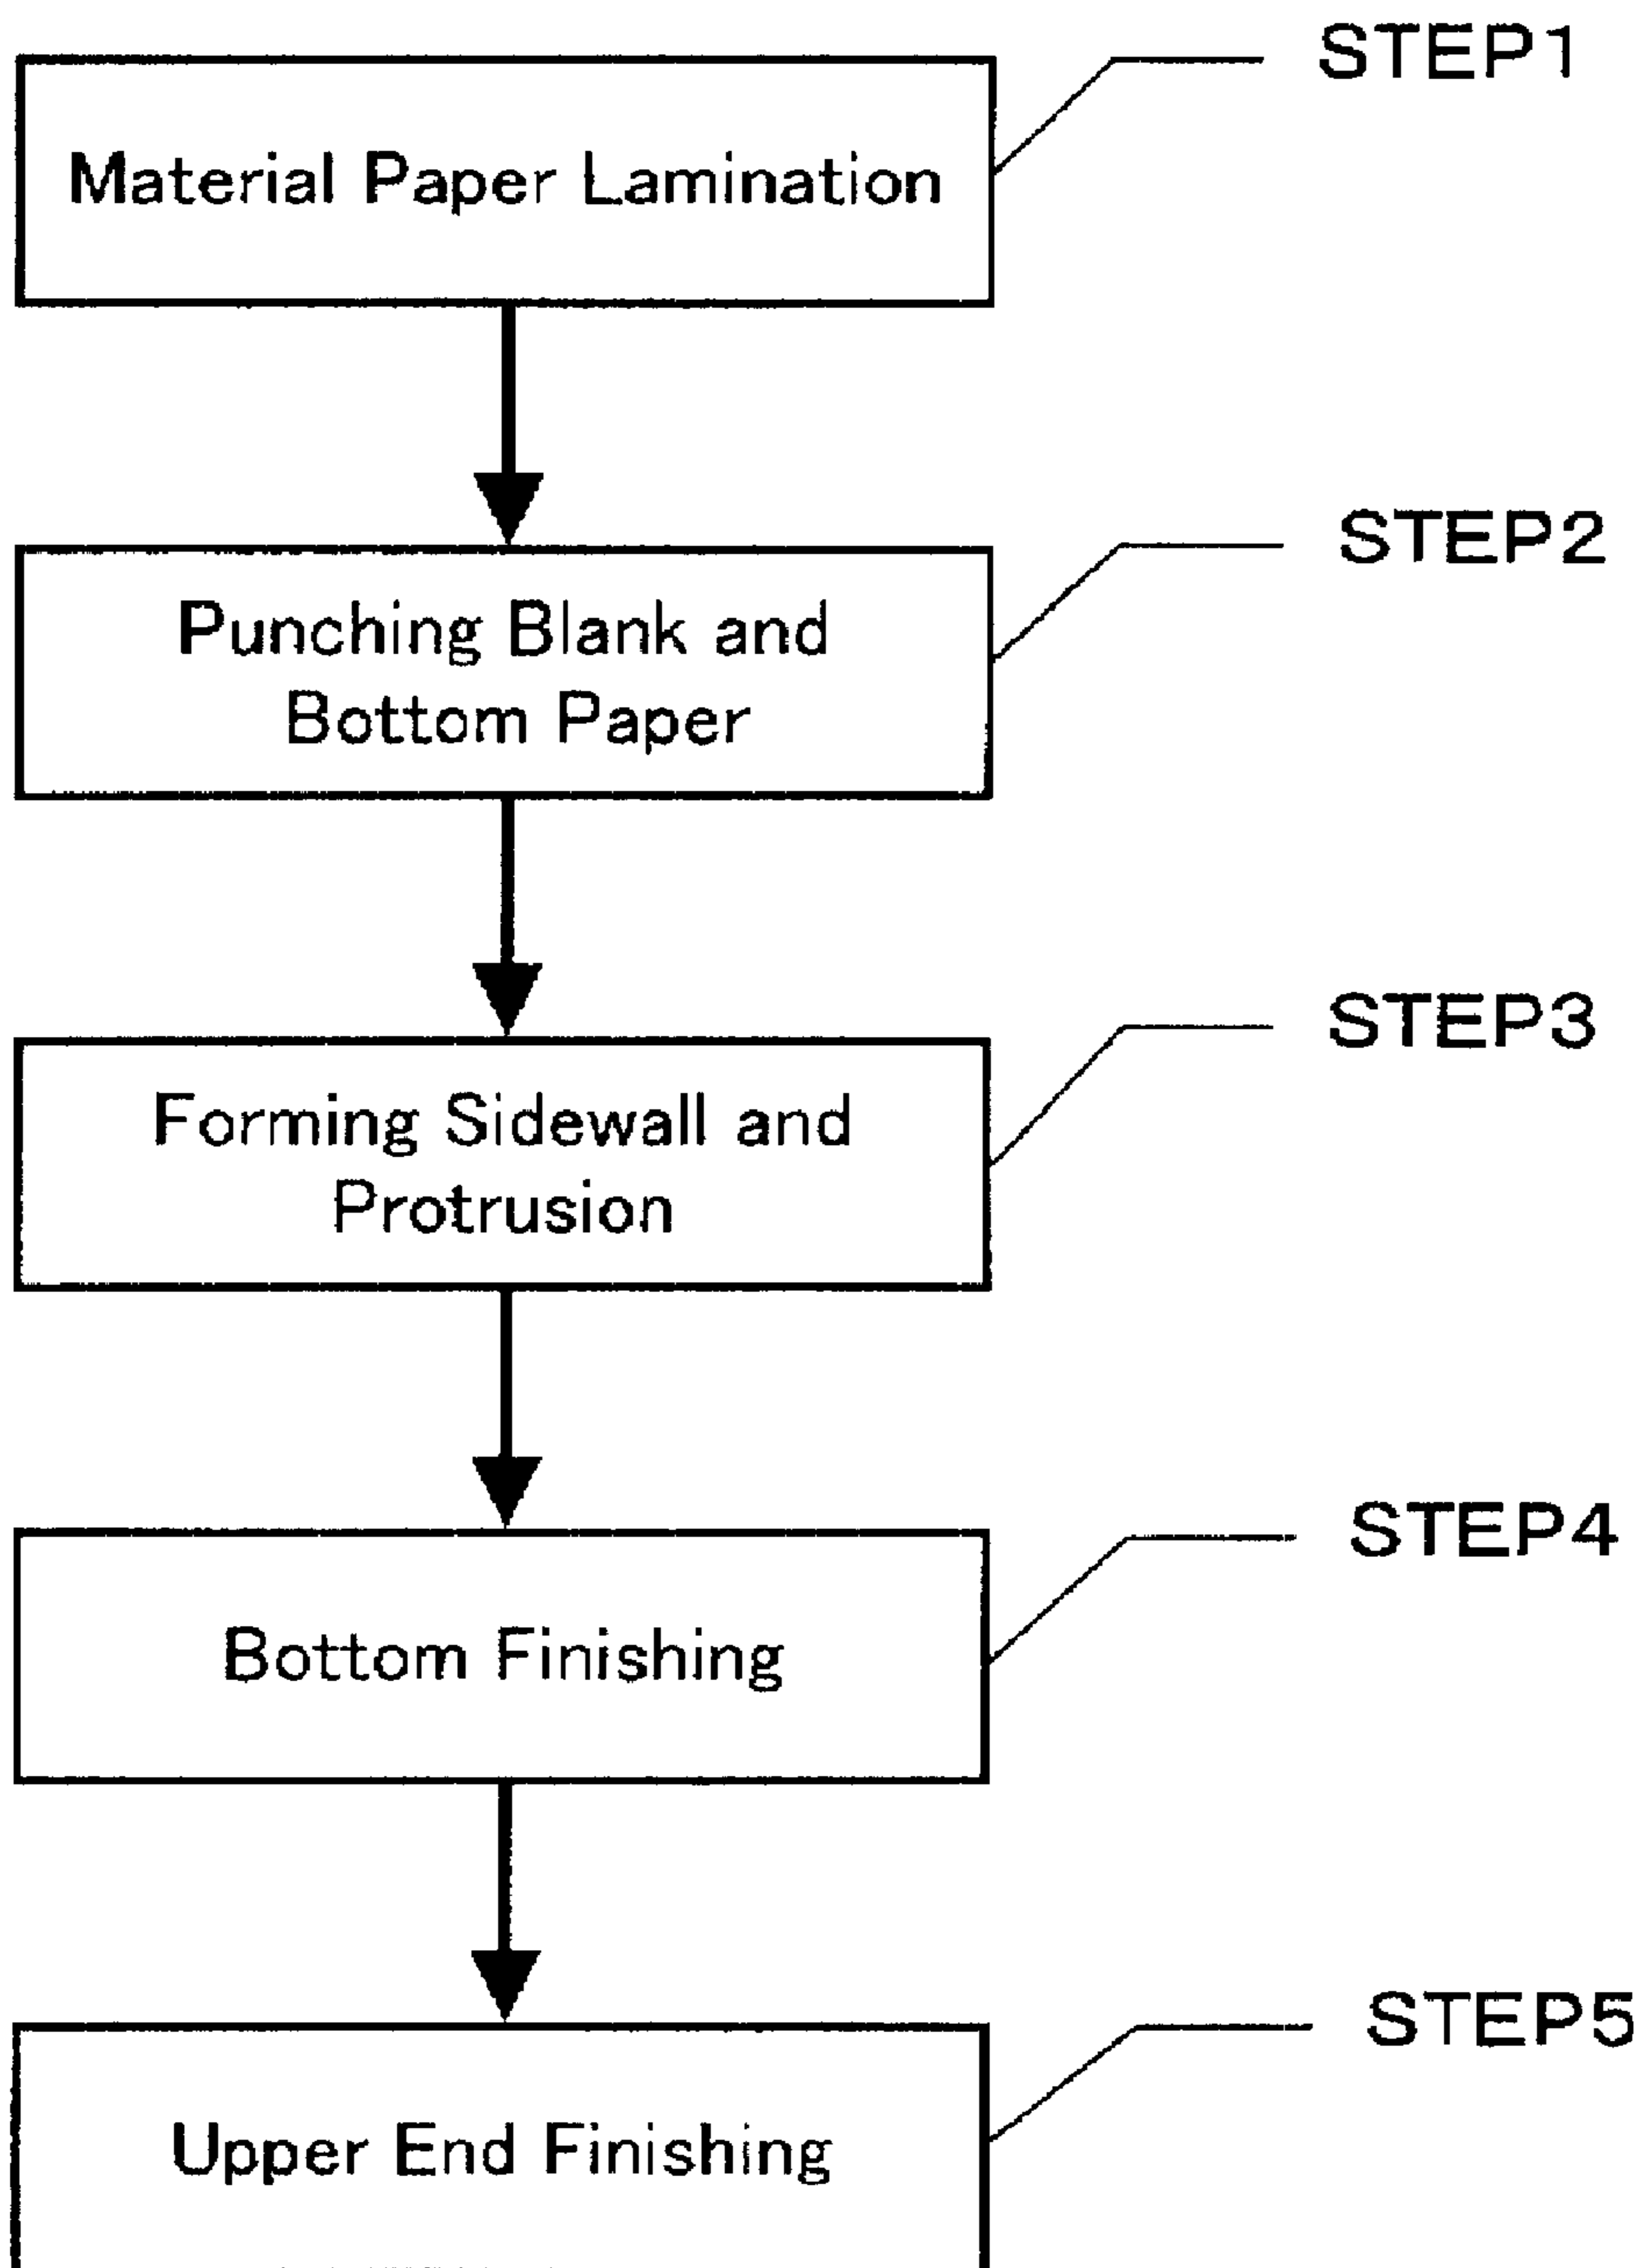 STEP1
Material Paper Lamination
STEP2
Punching Blank and
Bottom Paper
STEP3
Forming Sidewall and
Protrusion
STEP4
Bottom Finishing
STEP5
Upper End Finishing